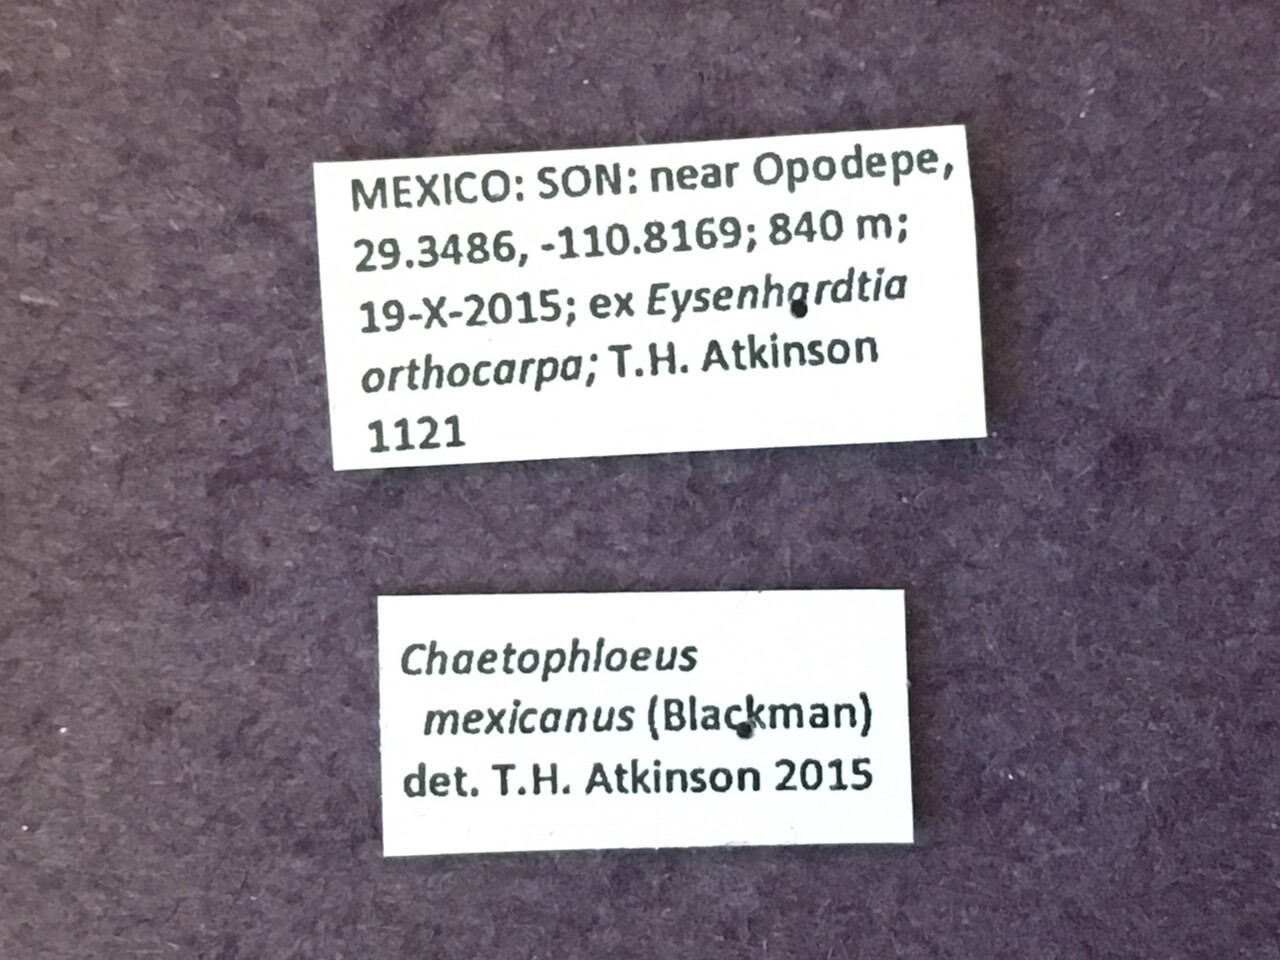 MEXICO: SON: near Opodepe,
29.3486, -110.8169; 840 m;
19-X-2015; ex Eysenhardtia
orthocarpa; T.H. Atkinson
1121
Chaetophloeus
mexicanus (Blackman)
det. T.H. Atkinson 2015